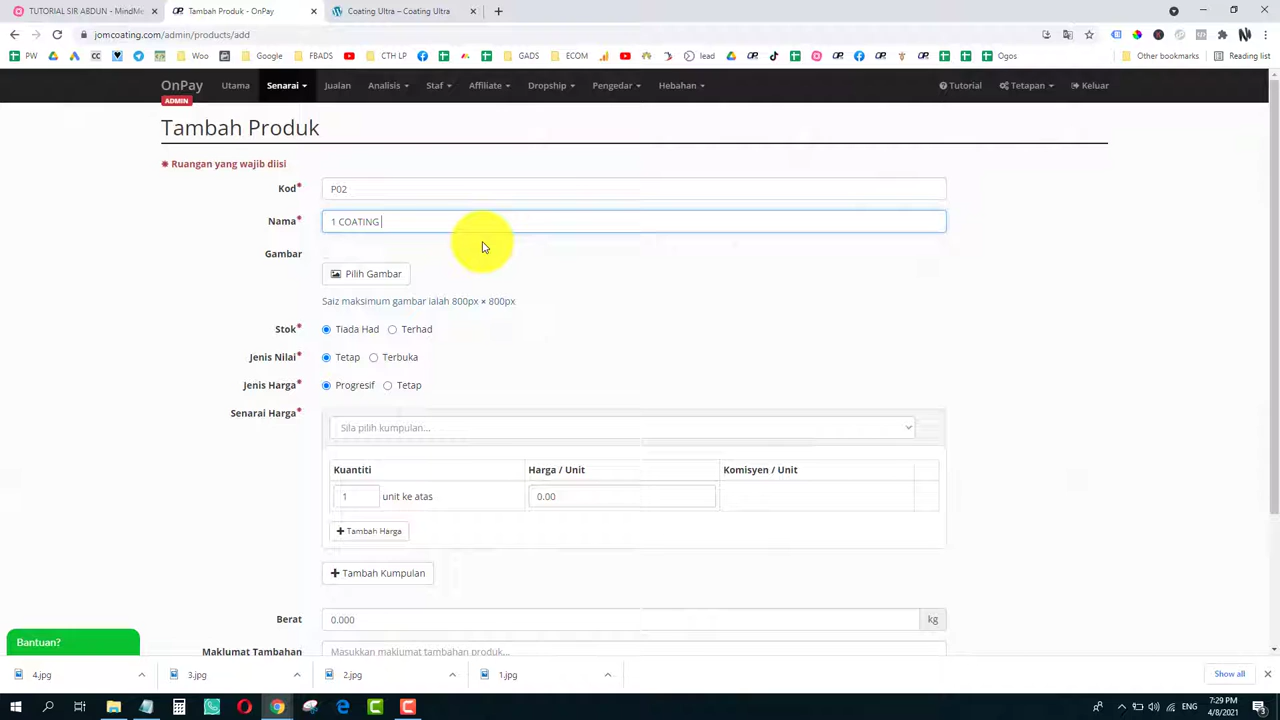 TUTORIAL SIR ABDUN - MindMe
Tambah Produk - OnPay
Coating Ultra – Coating Ultra
jomcoating.com/admin/products/add
PW
CTH LP
Woo
Google
FBADS
CTH LP
GADS
ECOM
lead
Ogos
Other bookmarks
Reading list
OnPay
ADMIN
Utama
Senarai
Jualan
Analisis
Staf
Affiliate
Dropship
Pengedar
Hebahan
Tutorial
Tetapan
Keluar
Tambah Produk
Ruangan yang wajib diisi
Kod*
P02
Nama*
1 COATING
Gambar
Pilih Gambar
Saiz maksimum gambar ialah 800px × 800px
Stok*
Tiada Had
Terhad
Jenis Nilai*
Tetap
Terbuka
Jenis Harga*
Progresif
Tetap
Senarai Harga*
Sila pilih kumpulan...
Kuantiti
Harga / Unit
Komisyen / Unit
1
unit ke atas
0.00
Tambah Harga
Tambah Kumpulan
Berat
0.000
kg
Bantuan?
Maklumat Tambahan
Masukkan maklumat tambahan produk...
4.jpg
3.jpg
2.jpg
1.jpg
Show all
7:29 PM
4/8/2021